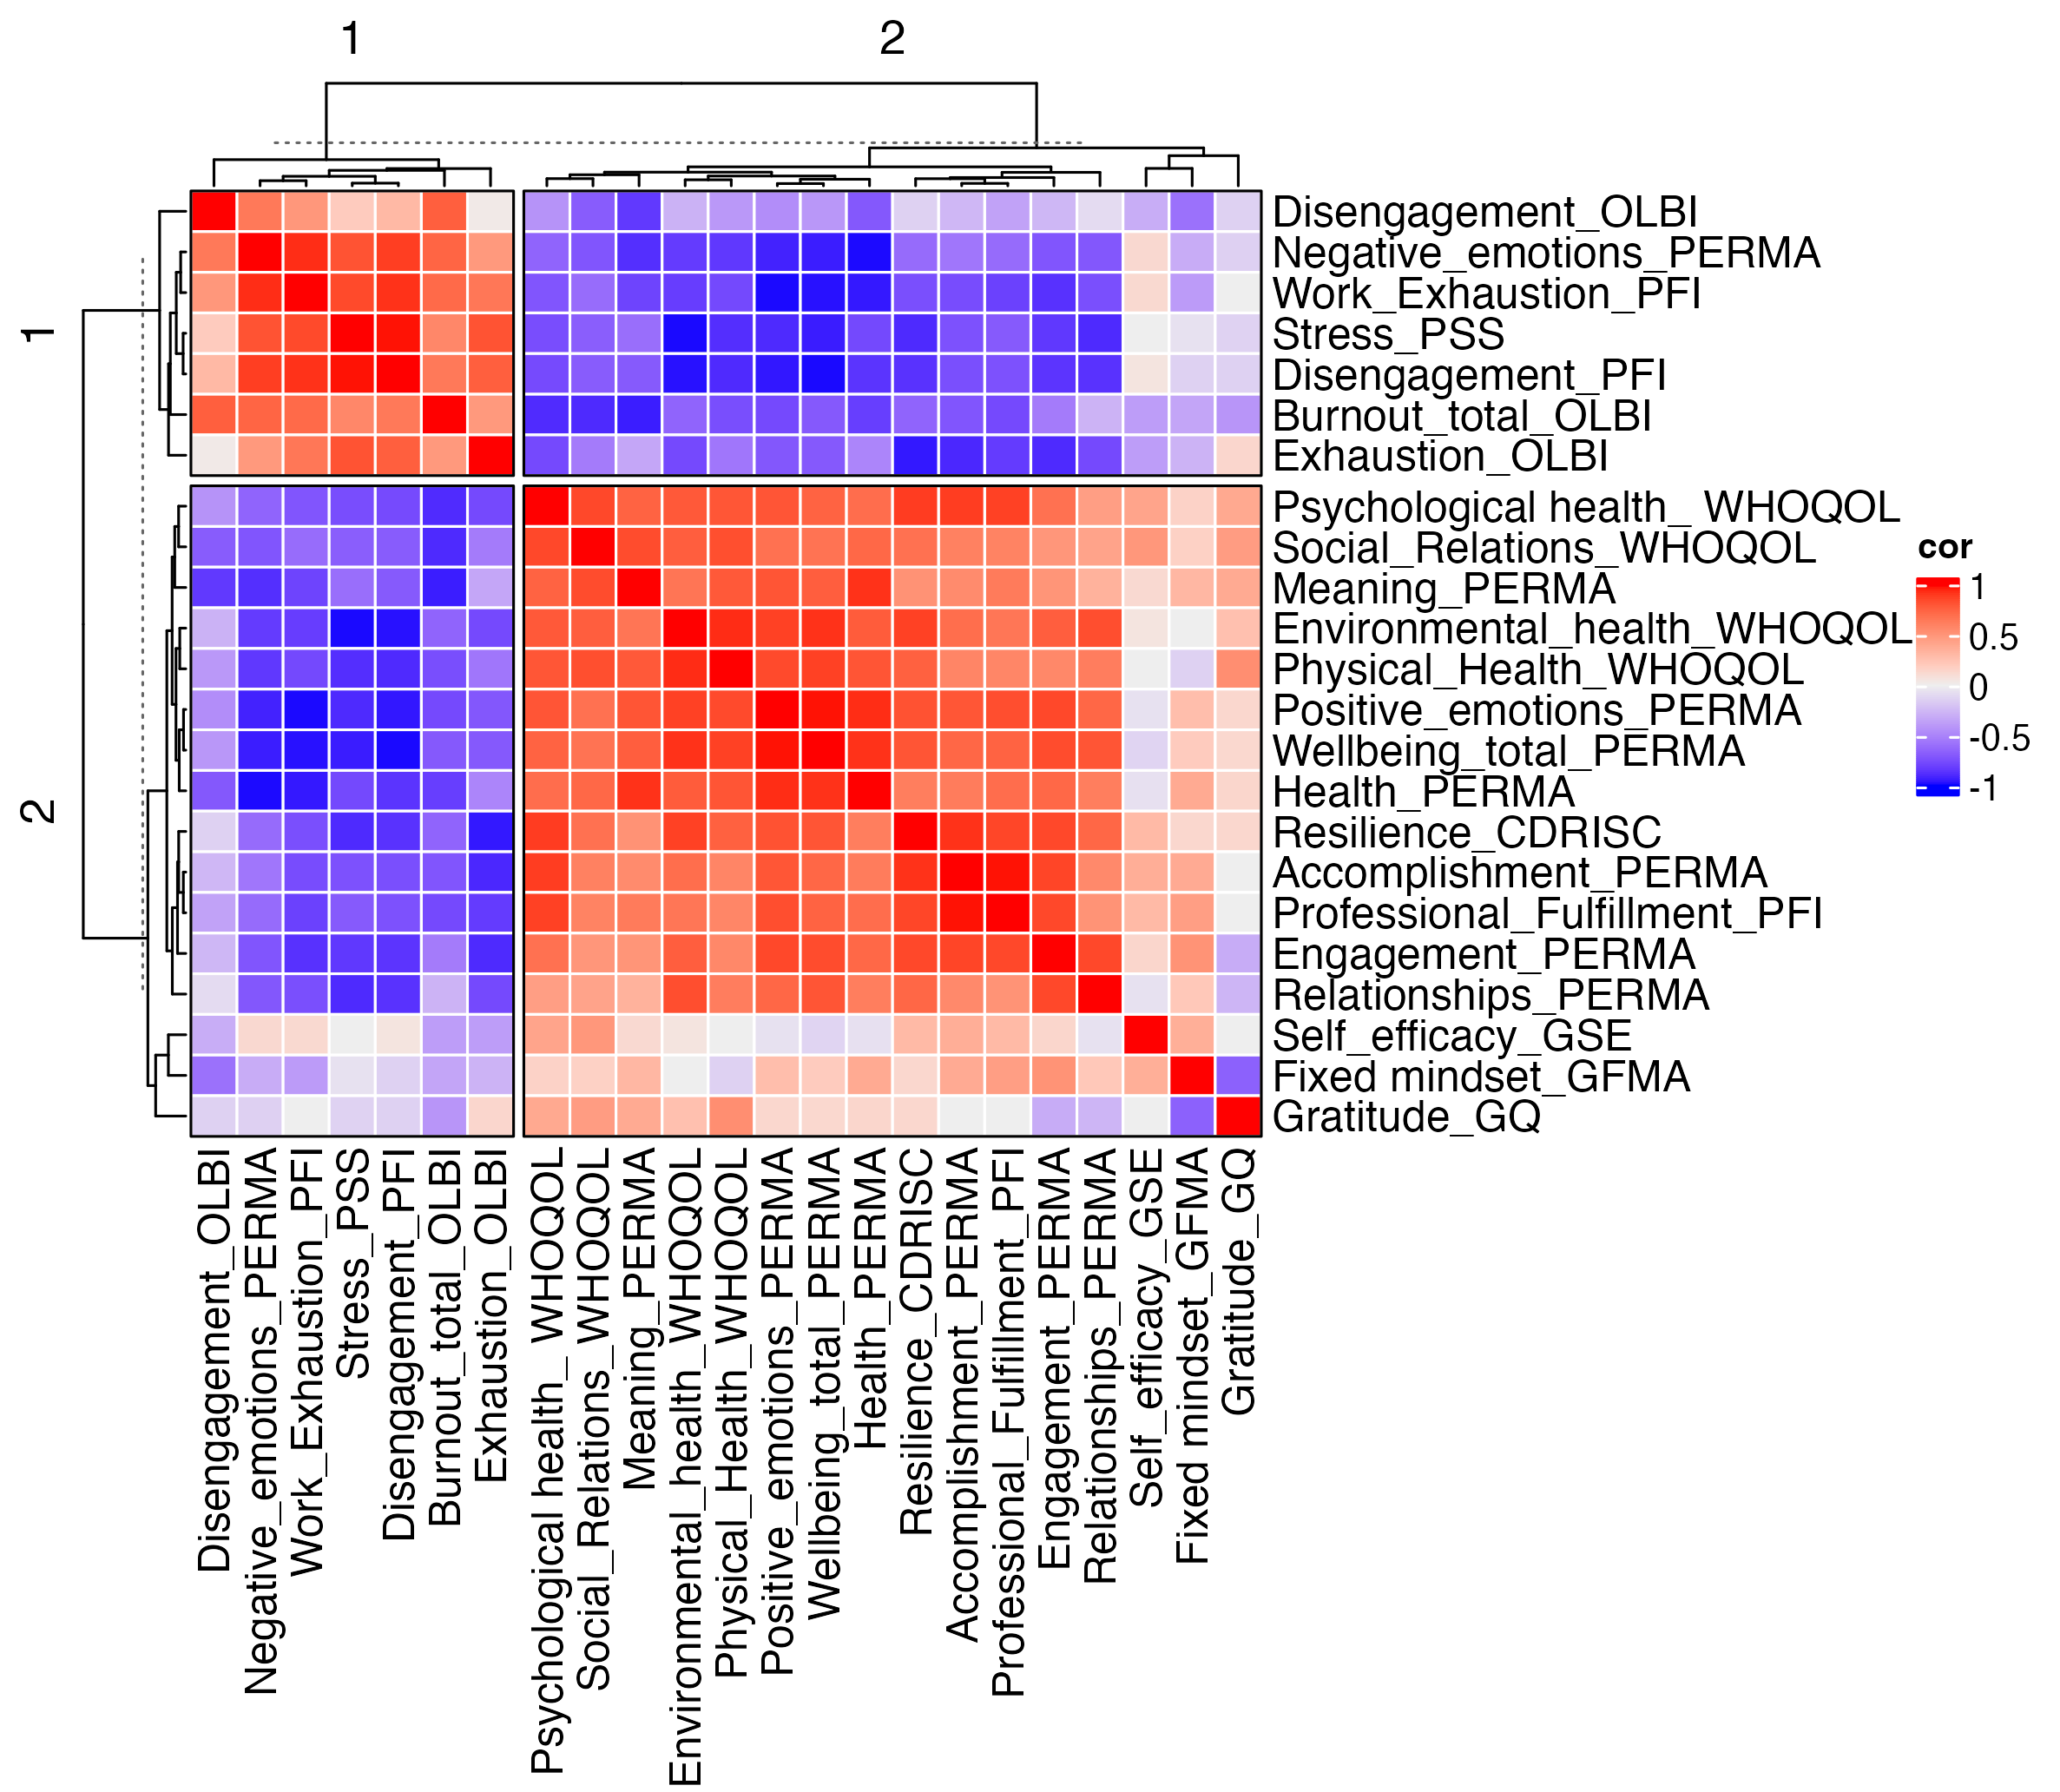 1
2
1
2
Disengagement_OLBI
Negative_emotions_PERMA
Work_Exhaustion_PFI
Stress_PSS
Disengagement_PFI
Burnout_total_OLBI
Exhaustion_OLBI
Psychological health_ WHOQOL
Social_Relations_WHOQOL
Meaning_PERMA
Environmental_health_WHOQOL
Physical_Health_WHOQOL
Positive_emotions_PERMA
Wellbeing_total_PERMA
Health_PERMA
Resilience_CDRISC
Accomplishment_PERMA
Professional_Fulfillment_PFI
Engagement_PERMA
Relationships_PERMA
Self_efficacy_GSE
Fixed mindset_GFMA
Gratitude_GQ
cor
1
0.5
0
-0.5
-1
Disengagement_OLBI
Negative_emotions_PERMA
Work_Exhaustion_PFI
Stress_PSS
Disengagement_PFI
Burnout_total_OLBI
Exhaustion_OLBI
Psychological health_ WHOQOL
Social_Relations_WHOQOL
Meaning_PERMA
Environmental_health_WHOQOL
Physical_Health_WHOQOL
Positive_emotions_PERMA
Wellbeing_total_PERMA
Health_PERMA
Resilience_CDRISC
Accomplishment_PERMA
Professional_Fulfillment_PFI
Engagement_PERMA
Relationships_PERMA
Self_efficacy_GSE
Fixed mindset_GFMA
Gratitude_GQ